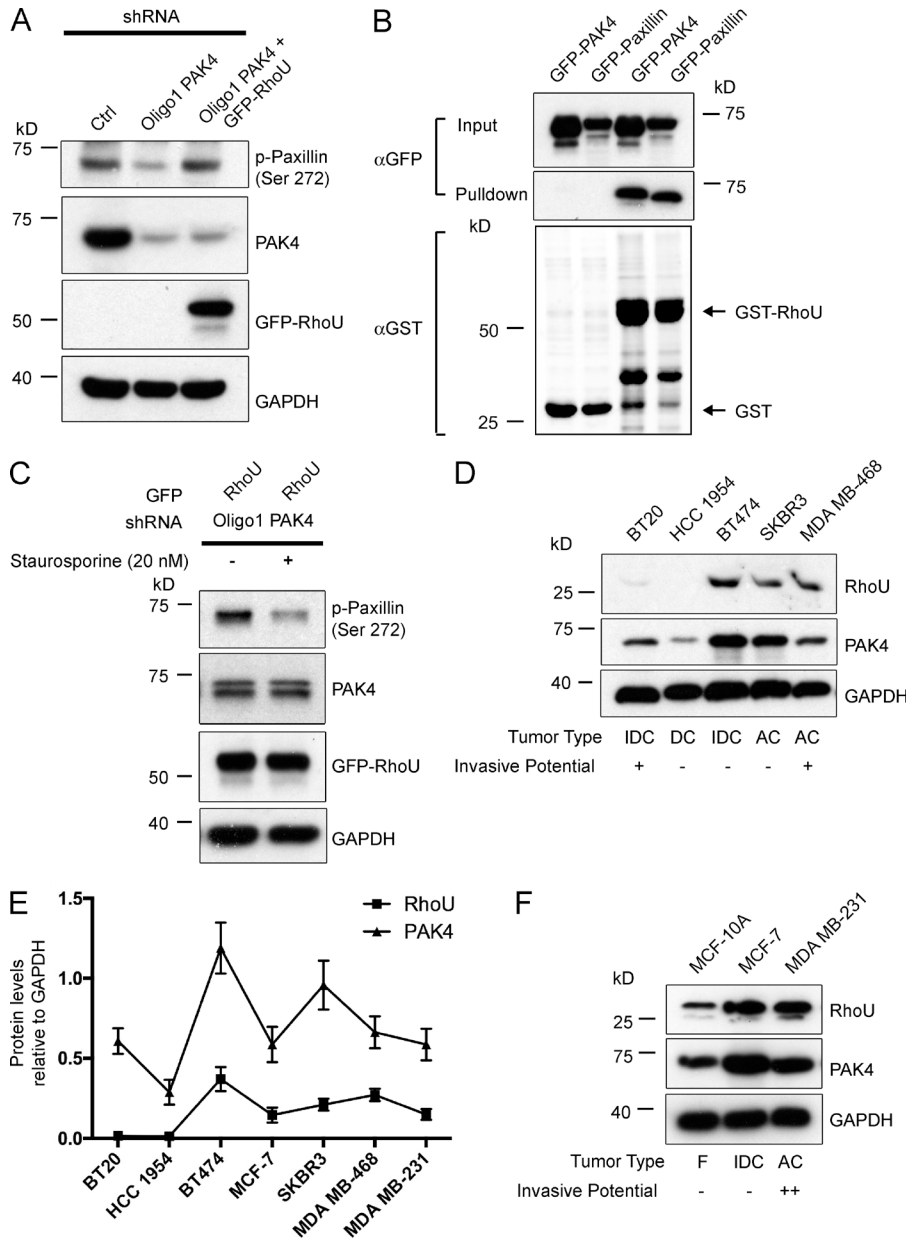 A
shRNA
Ctrl
Oligo1 PAK4
Oligo1 PAK4 +
GFP-RhoU
kD
75
p-Paxillin
(Ser 272)
75
PAK4
50
GFP-RhoU
40
GAPDH
B
GFP-PAK4
GFP-Paxillin
GFP-PAK4
GFP-Paxillin
kD
αGFP
Input
75
Pulldown
75
kD
αGST
50
GST-RhoU
25
GST
C
GFP RhoU RhoU
shRNA Oligo1 PAK4
Staurosporine (20 nM) - +
kD
75
p-Paxillin
(Ser 272)
75
PAK4
50
GFP-RhoU
40
GAPDH
D
BT20
HCC 1954
BT474
SKBR3
MDA MB-468
kD
25
RhoU
75
PAK4
40
GAPDH
Tumor Type IDC DC IDC AC AC
Invasive Potential + - - - +
E
Protein levels
relative to GAPDH
1.5
1.0
0.5
0.0
RhoU
PAK4
BT20
HCC 1954
BT474
MCF-7
SKBR3
MDA MB-468
MDA MB-231
F
MCF-10A
MCF-7
MDA MB-231
kD
25
RhoU
75
PAK4
40
GAPDH
Tumor Type F IDC AC
Invasive Potential - - ++